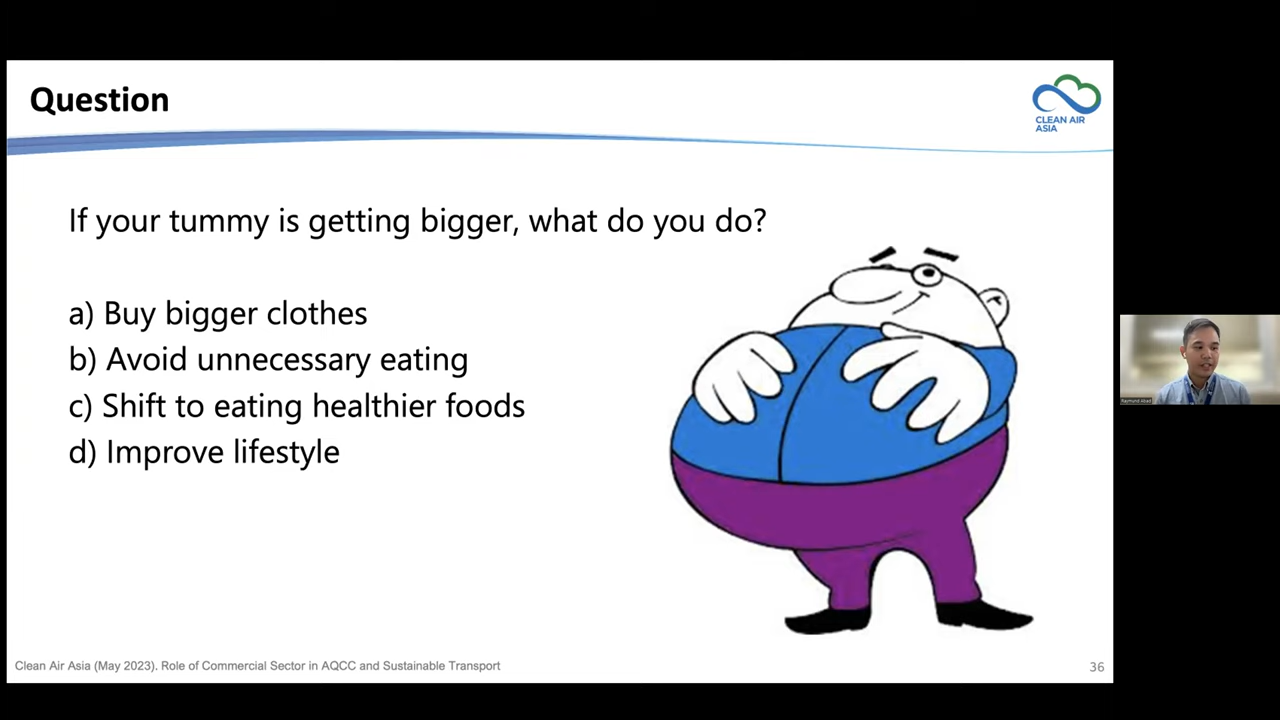 Question
CLEAN AIR
ASIA
If your tummy is getting bigger, what do you do?
a) Buy bigger clothes
b) Avoid unnecessary eating
c) Shift to eating healthier foods
d) Improve lifestyle
Raymund Abad
Clean Air Asia (May 2023). Role of Commercial Sector in AQCC and Sustainable Transport
36